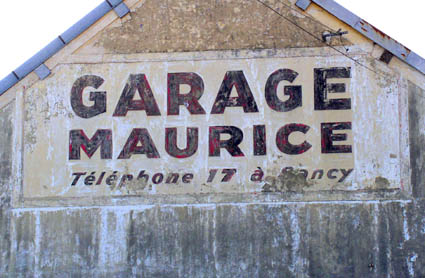 GARAGE
MAURICE
Téléphone 17 à Sancy